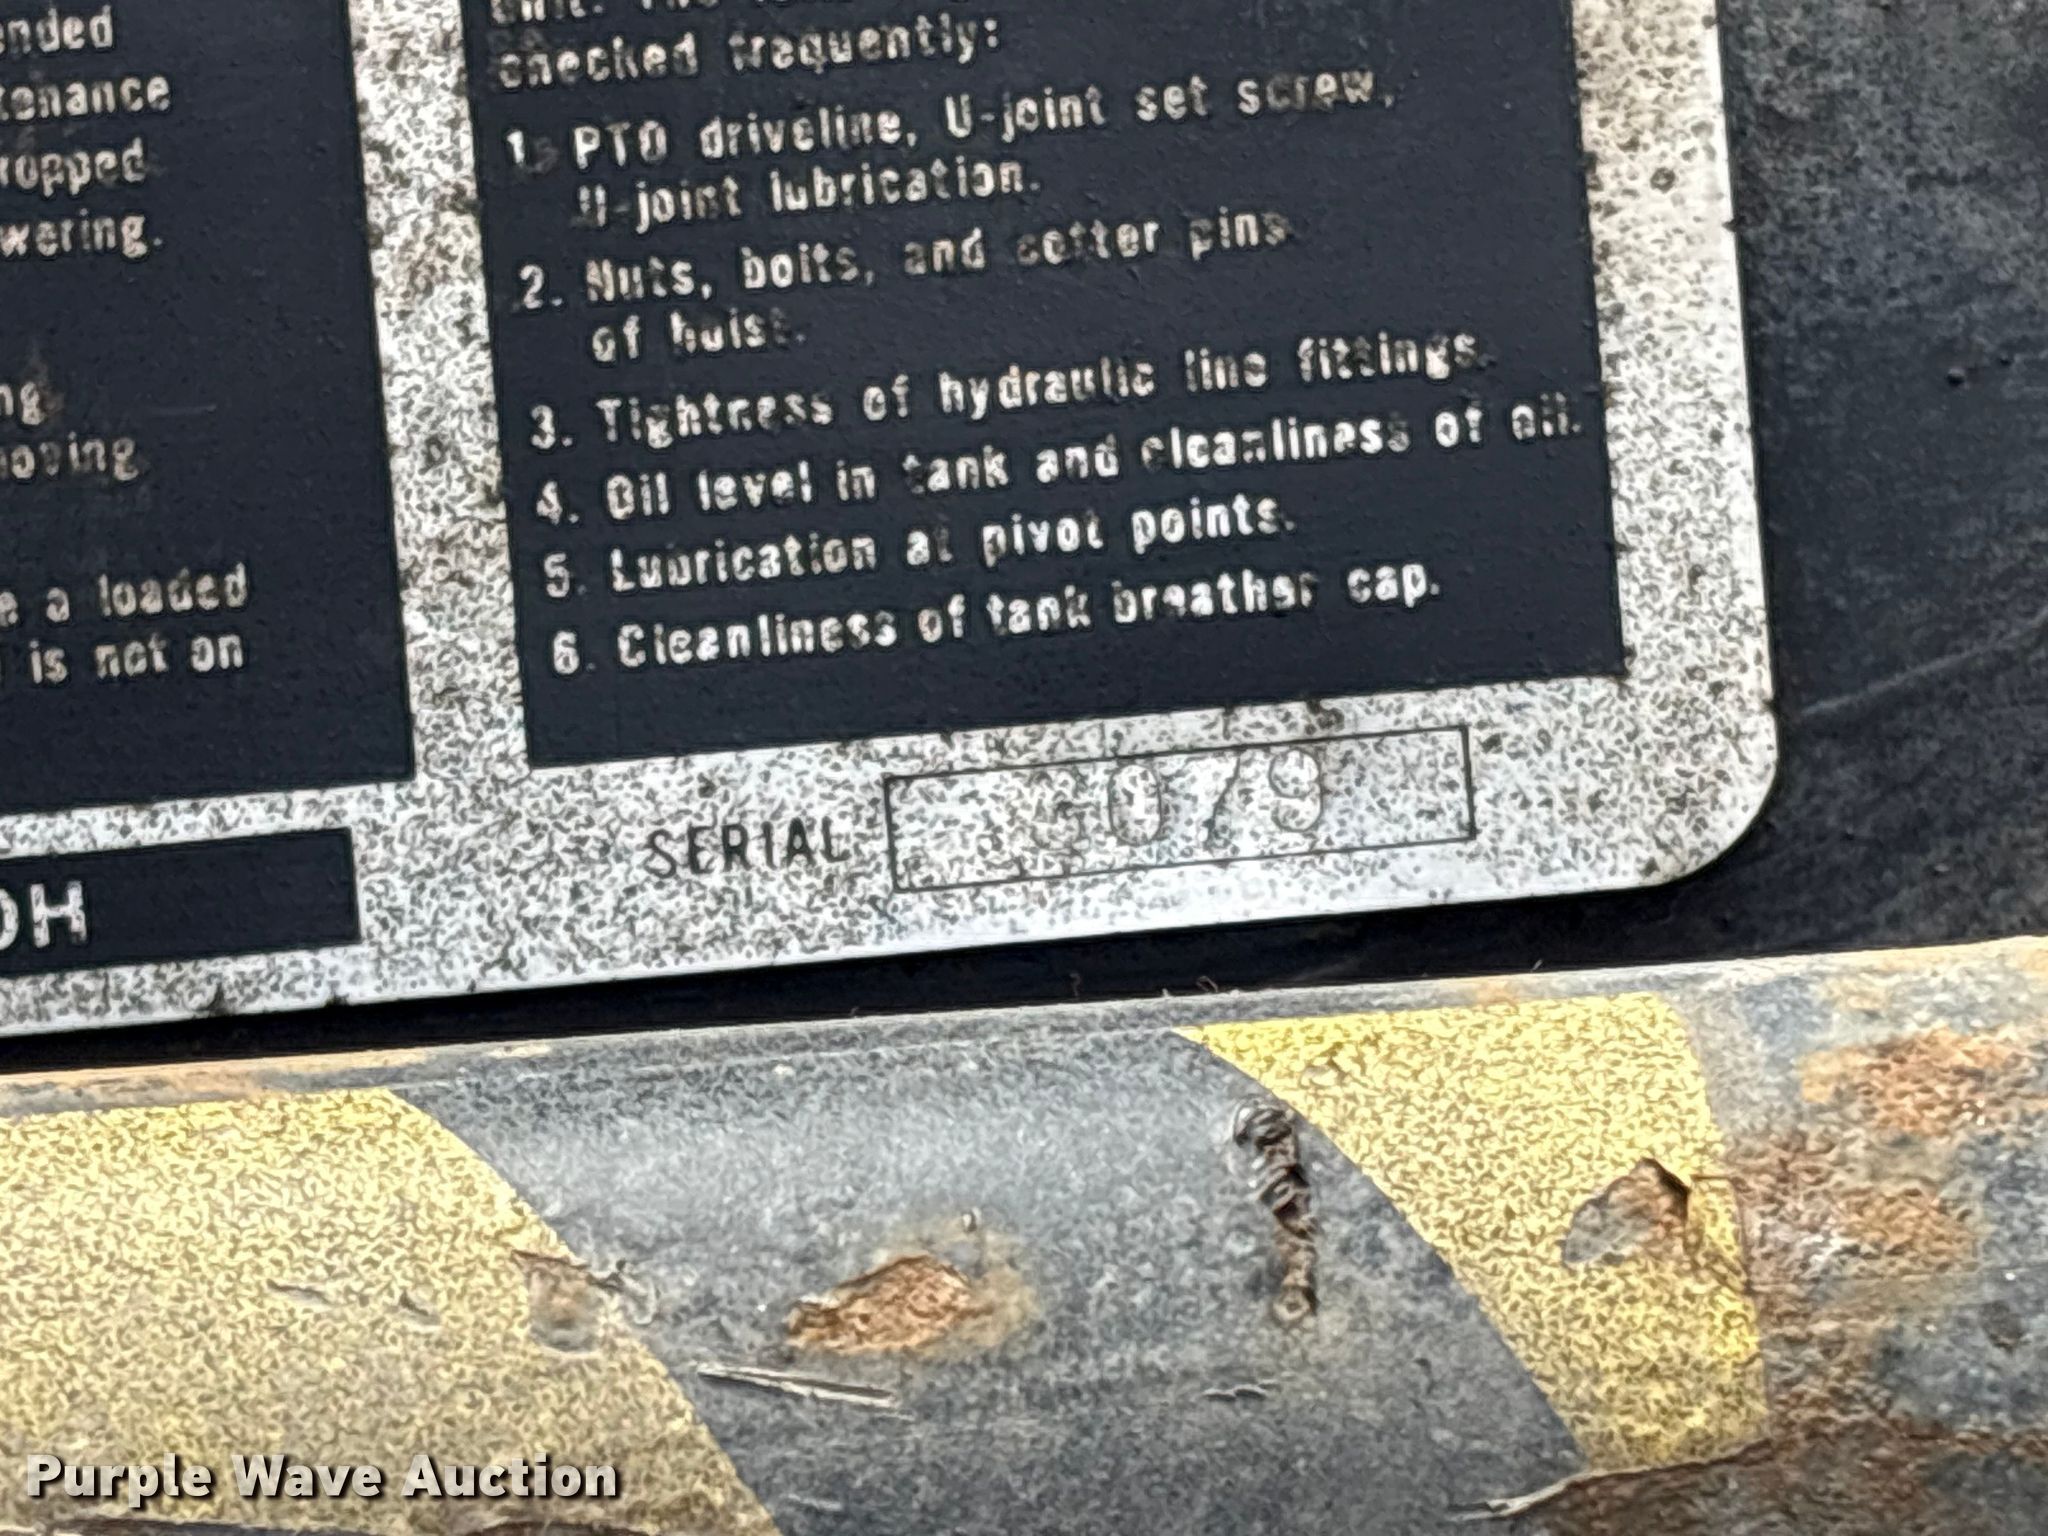 ended
tenance
ropped
wering.
ng
oving
e a loaded
is not on
OH
checked frequently:
1. PTO driveline, U-joint set screw,
U-joint lubrication.
2. Nuts, bolts, and cotter pins
of hoist.
3. Tightness of hydraulic line fittings.
4. Oil level in tank and cleanliness of oil.
5. Lubrication at pivot points.
6. Cleanliness of tank breather cap.
SERIAL 079
Purple Wave Auction